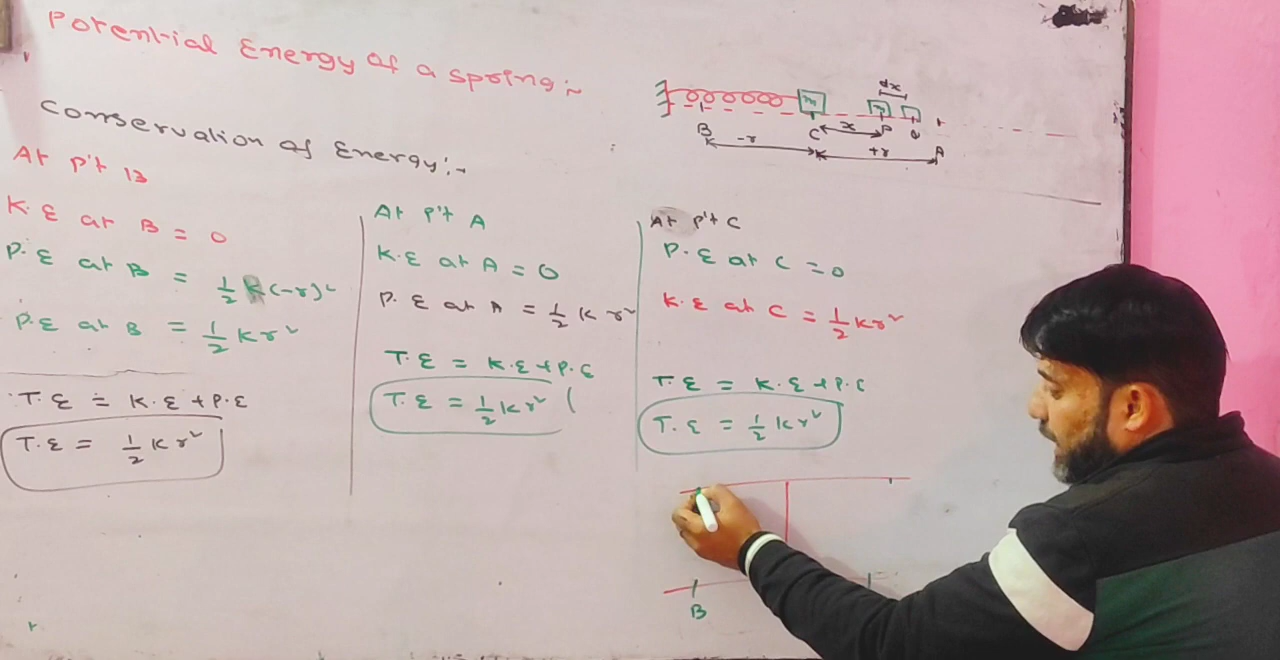 Potential Energy of a spring:~
Conservation of Energy:-
At p't B
K.E at B = 0
P.E at B = 1/2 K(-r)²
P.E at B = 1/2 Kr²
T.E = K.E + P.E
T.E = 1/2 Kr²
At p't A
K.E at A = 0
P.E at A = 1/2 Kr²
T.E = K.E + P.E
T.E = 1/2 Kr²
At p't C
P.E at C = 0
K.E at C = 1/2 Kr²
T.E = K.E + P.E
T.E = 1/2 Kr²
dx
m m
B C x P Q
-r +r A
B